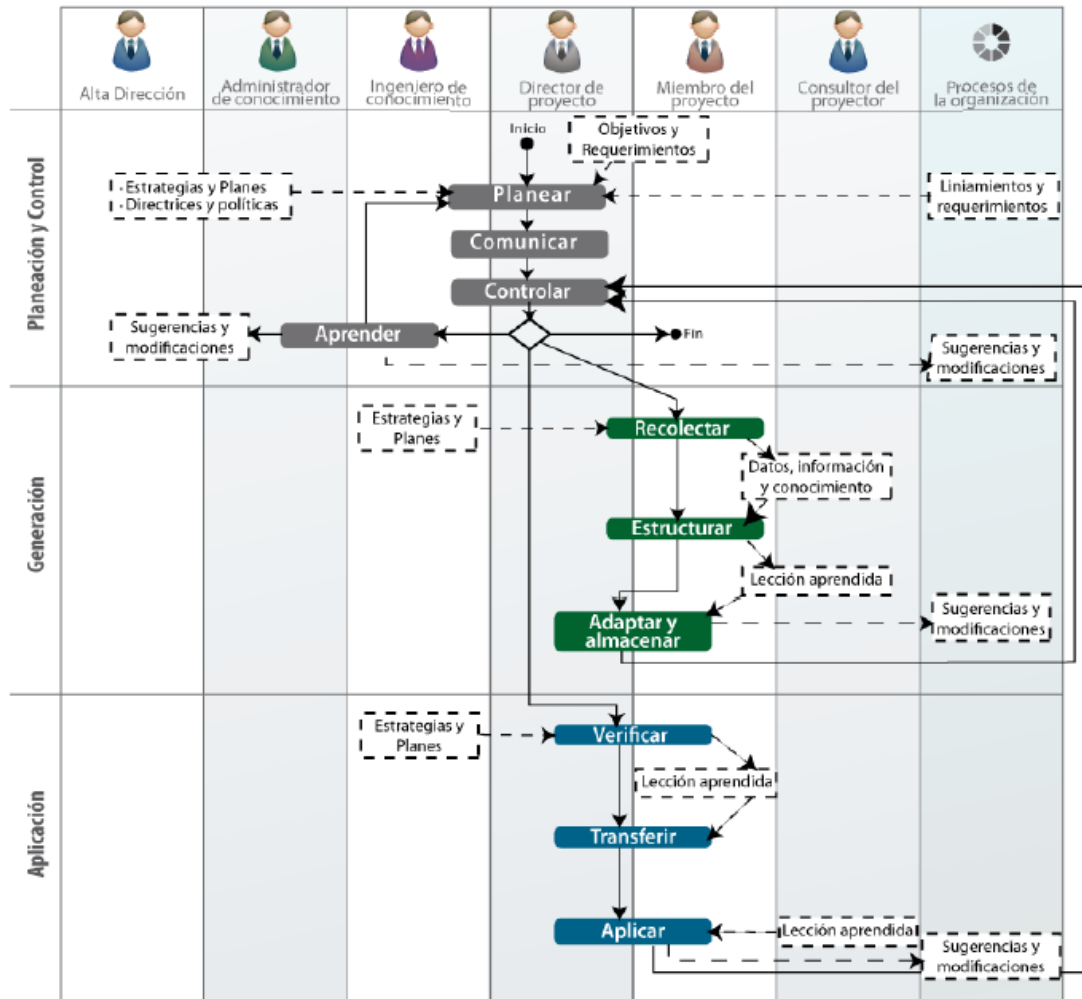 Alta Dirección
Administrador
de conocimiento
Ingeniero de
conocimiento
Director de
proyecto
Miembro del
proyecto
Consultor del
proyector
Procesos de
la organización
Planeación y Control
Inicio
Objetivos y
Requerimientos
· Estrategias y Planes
· Directrices y políticas
Planear
Liniamientos y
requerimientos
Comunicar
Controlar
Sugerencias y
modificaciones
Aprender
Fin
Sugerencias y
modificaciones
Generación
Estrategias y
Planes
Recolectar
Datos, información
y conocimiento
Estructurar
Lección aprendida
Adaptar y
almacenar
Sugerencias y
modificaciones
Aplicación
Estrategias y
Planes
Verificar
Lección aprendida
Transferir
Aplicar
Lección aprendida
Sugerencias y
modificaciones